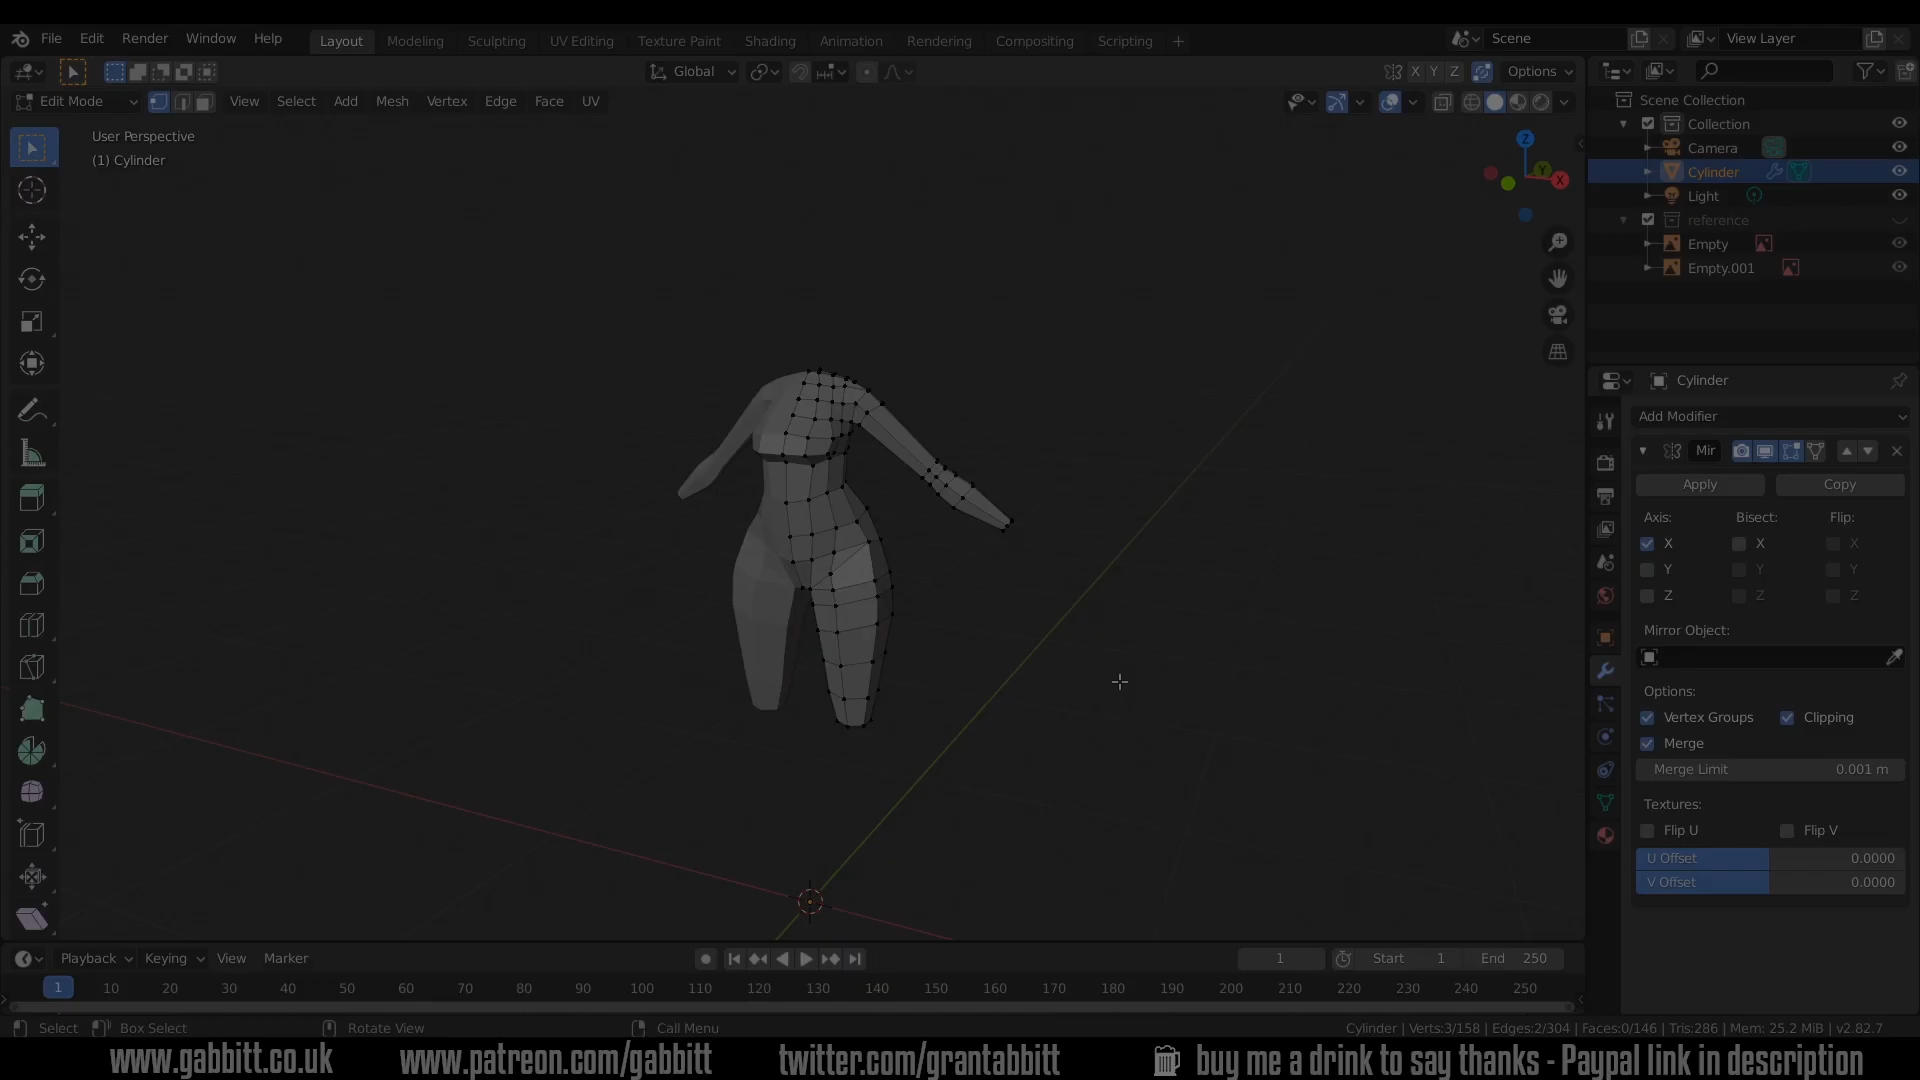 File Edit Render Window Help Layout Modeling Sculpting UV Editing Texture Paint Shading Animation Rendering Compositing Scripting + Scene View Layer
Global X Y Z Options
Edit Mode View Select Add Mesh Vertex Edge Face UV
User Perspective
(1) Cylinder
Z
Y
X
Scene Collection
Collection
Camera
Cylinder
Light
reference
Empty
Empty.001
Cylinder
Add Modifier
Mir
Apply Copy
Axis: Bisect: Flip:
X X X
Y Y Y
Z Z Z
Mirror Object:
Options:
Vertex Groups Clipping
Merge
Merge Limit 0.001 m
Textures:
Flip U Flip V
U Offset 0.0000
V Offset 0.0000
Playback Keying View Marker 1 Start 1 End 250
1 10 20 30 40 50 60 70 80 90 100 110 120 130 140 150 160 170 180 190 200 210 220 230 240 250
Select Box Select Rotate View Call Menu Cylinder | Verts:3/158 | Edges:2/304 | Faces:0/146 | Tris:286 | Mem: 25.2 MiB | v2.82.7
www.gabbitt.co.uk www.patreon.com/gabbitt twitter.com/grantabbitt buy me a drink to say thanks - Paypal link in description